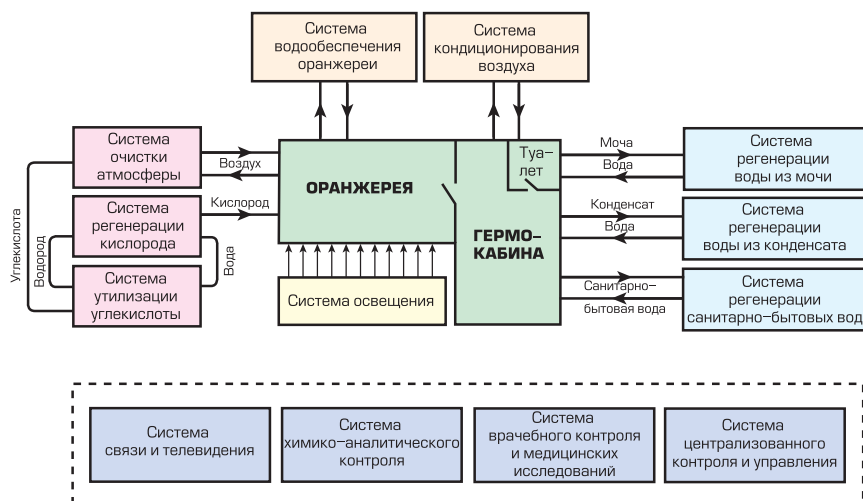 Система
водообеспечения
оранжереи
Система
кондиционирования
воздуха
Система
очистки
атмосферы
Воздух
Система
регенерации
кислорода
Кислород
Система
утилизации
углекислоты
Углекислота
Водород
Вода
ОРАНЖЕРЕЯ
Туа-
лет
ГЕРМО-
КАБИНА
Система освещения
Моча
Вода
Система
регенерации
воды из мочи
Конденсат
Вода
Система
регенерации
воды из конденсата
Санитарно-
бытовая вода
Система
регенерации
санитарно-бытовых вод
Система
связи и телевидения
Система
химико-аналитического
контроля
Система
врачебного контроля
и медицинских
исследований
Система
централизованного
контроля и управления